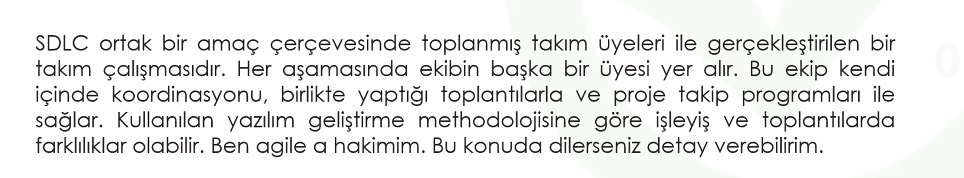 SDLC ortak bir amaç çerçevesinde toplanmış takım üyeleri ile gerçekleştirilen bir
takım çalışmasıdır. Her aşamasında ekibin başka bir üyesi yer alır. Bu ekip kendi
içinde koordinasyonu, birlikte yaptığı toplantılarla ve proje takip programları ile
sağlar. Kullanılan yazılım geliştirme methodolojisine göre işleyiş ve toplantılarda
farklılıklar olabilir. Ben agile a hakimim. Bu konuda dilerseniz detay verebilirim.